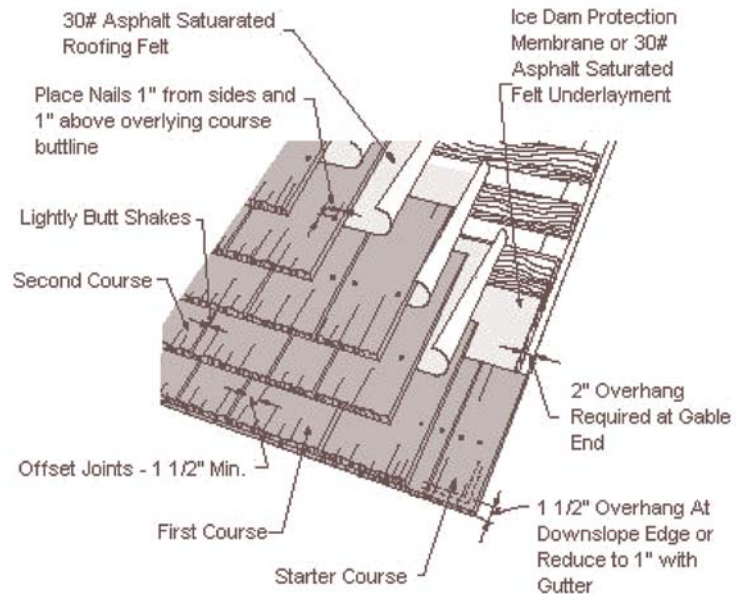 30# Asphalt Satuarated
Roofing Felt
Ice Dam Protection
Membrane or 30#
Asphalt Saturated
Felt Underlayment
Place Nails 1" from sides and
1" above overlying course
buttline
Lightly Butt Shakes
Second Course
2" Overhang
Required at Gable
End
Offset Joints - 1 1/2" Min.
First Course
Starter Course
1 1/2" Overhang At
Downslope Edge or
Reduce to 1" with
Gutter